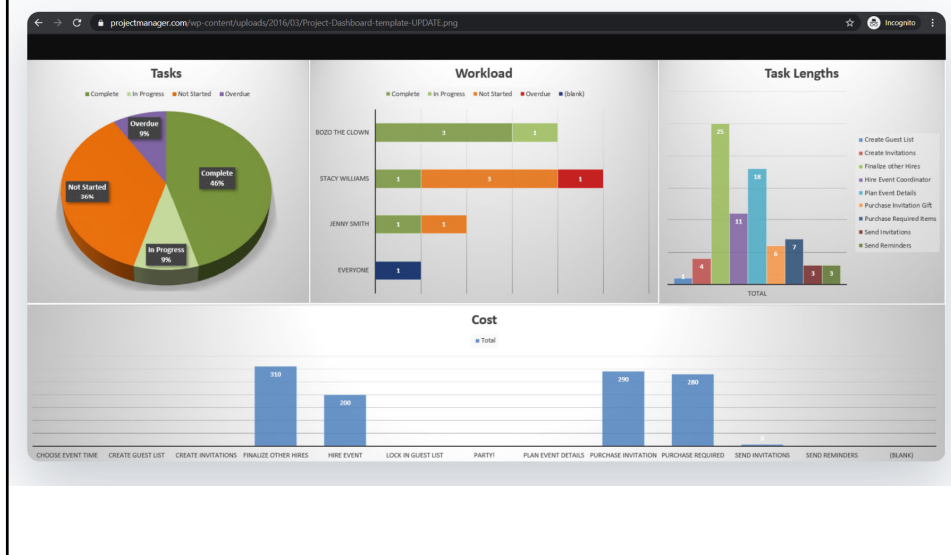 projectmanager.com/wp-content/uploads/2016/03/Project-Dashboard-template-UPDATE.png
Incognito
Tasks
Complete In Progress Not Started Overdue
Overdue
9%
Complete
46%
Not Started
36%
In Progress
9%
Workload
Complete In Progress Not Started Overdue (blank)
BOZO THE CLOWN 3 1
STACY WILLIAMS 1 3 1
JENNY SMITH 1 1
EVERYONE 1
Task Lengths
25
18
11
7
6
4
3 3
1
TOTAL
Create Guest List
Create Invitations
Finalize other Hires
Hire Event Coordinator
Plan Event Details
Purchase Invitation Gift
Purchase Required Items
Send Invitations
Send Reminders
Cost
Total
310
290
280
200
CHOOSE EVENT TIME CREATE GUEST LIST CREATE INVITATIONS FINALIZE OTHER HIRES HIRE EVENT LOCK IN GUEST LIST PARTY! PLAN EVENT DETAILS PURCHASE INVITATION PURCHASE REQUIRED SEND INVITATIONS SEND REMINDERS (BLANK)